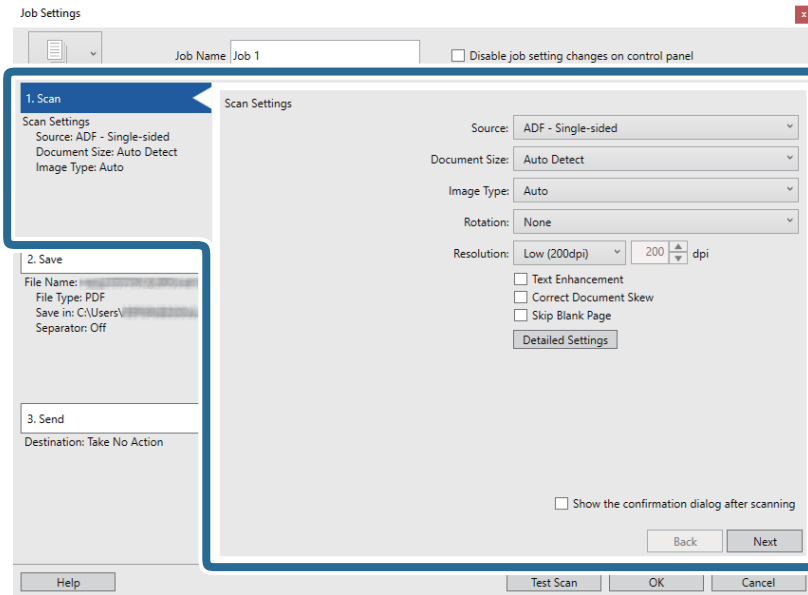 Job Settings
x
Job Name Job 1
Disable job setting changes on control panel
1. Scan
Scan Settings
Source: ADF - Single-sided
Document Size: Auto Detect
Image Type: Auto
2. Save
File Name:
File Type: PDF
Save in: C:\Users\
Separator: Off
3. Send
Destination: Take No Action
Scan Settings
Source: ADF - Single-sided
Document Size: Auto Detect
Image Type: Auto
Rotation: None
Resolution: Low (200dpi) 200 dpi
Text Enhancement
Correct Document Skew
Skip Blank Page
Detailed Settings
Show the confirmation dialog after scanning
Back Next
Help Test Scan OK Cancel